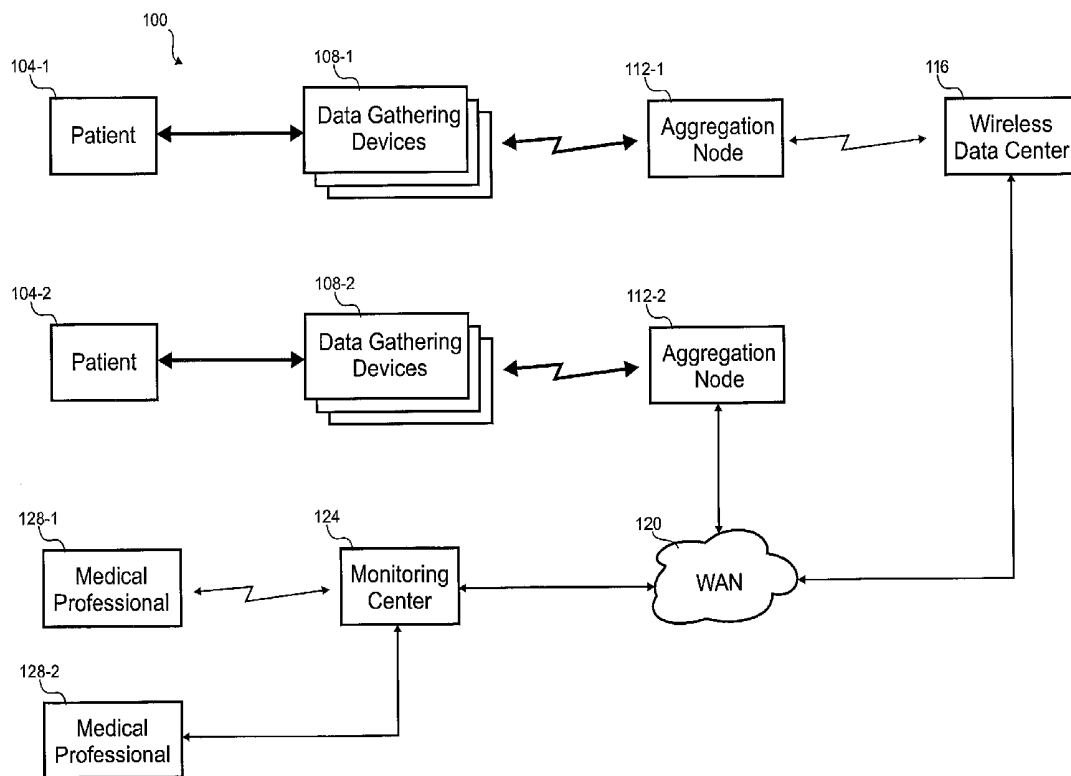 100
104-1
108-1
112-1
116
Patient
Data Gathering
Devices
Aggregation
Node
Wireless
Data Center
104-2
108-2
112-2
Patient
Data Gathering
Devices
Aggregation
Node
128-1
124
120
Medical
Professional
Monitoring
Center
WAN
128-2
Medical
Professional